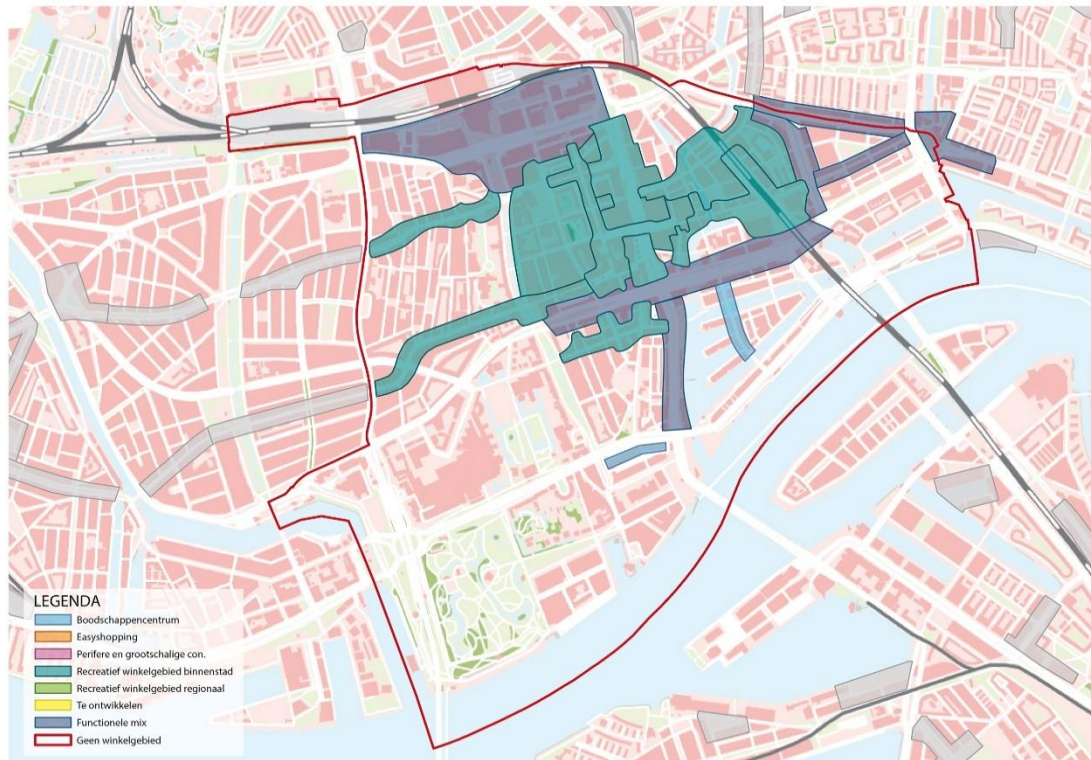 LEGENDA
Boodschappencentrum
Easyshopping
Perifere en grootschalige con.
Recreatief winkelgebied binnenstad
Recreatief winkelgebied regionaal
Te ontwikkelen
Functionele mix
Geen winkelgebied